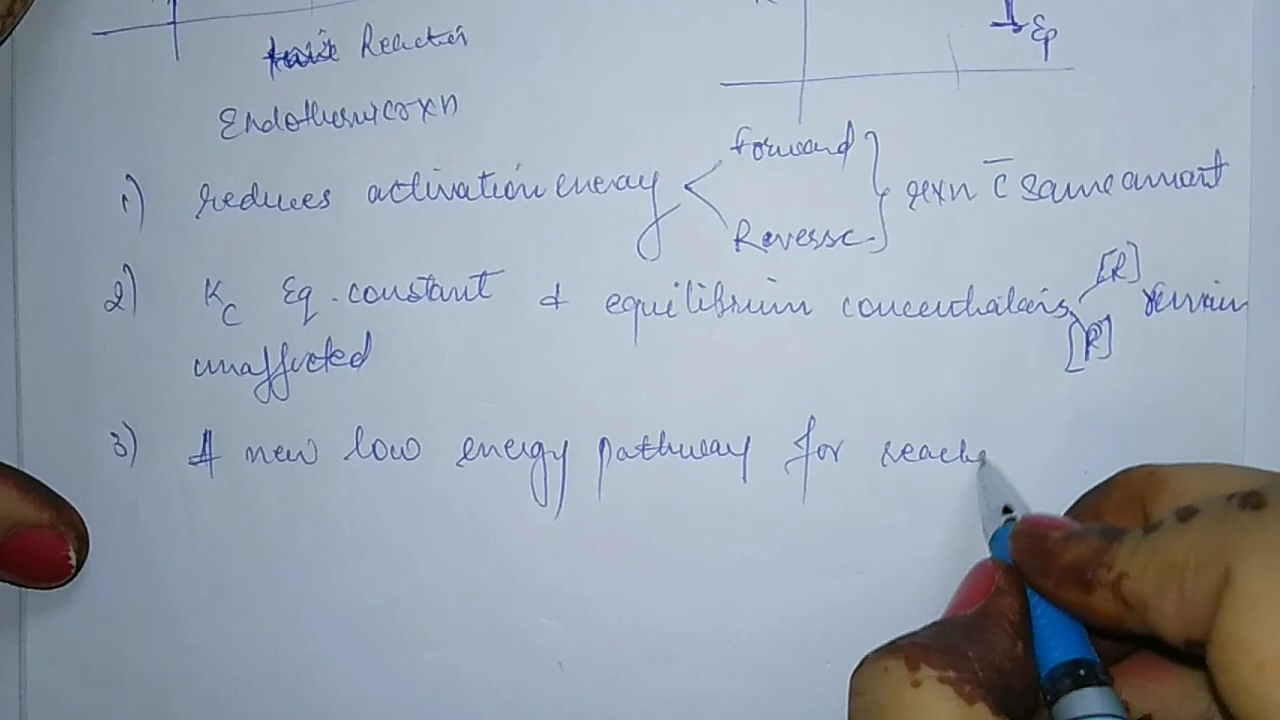 Reaction
Ep
Endothermic rxn
1) reduces activation energy < Forward Reverse } rxn c̅ same amount
2) Kc Eq. constant & equilibrium concentrations [R] [P] remain
unaffected
3) A new low energy pathway for reacti